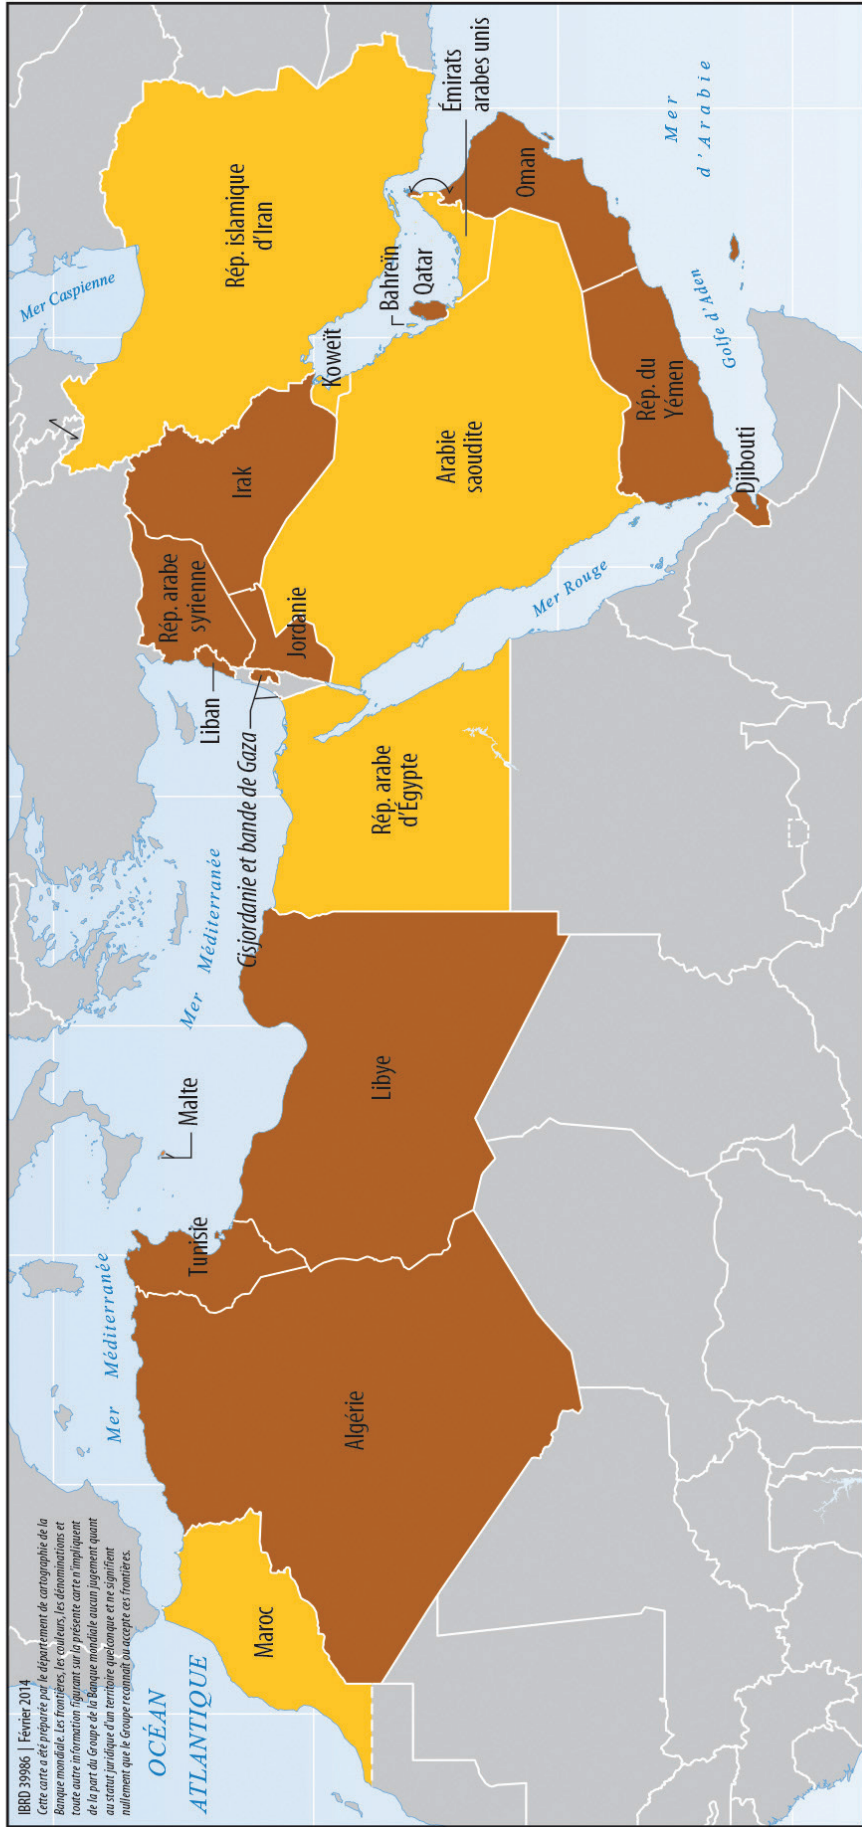 IBRD 39986 | Février 2014
Cette carte a été préparée par le département de cartographie de la
Banque mondiale. Les frontières, les couleurs, les dénominations et
toute autre information figurant sur la présente carte n'impliquent
de la part du Groupe de la Banque mondiale aucun jugement quant
au statut juridique d'un territoire quelconque et ne signifient
nullement que le Groupe reconnaît ou accepte ces frontières.
OCÉAN
ATLANTIQUE
Maroc
Mer Méditerranée
Algérie
Tunisie
Malte
Mer Méditerranée
Libye
Cisjordanie et bande de Gaza
Liban
Rép. arabe
d'Égypte
Rép. arabe
syrienne
Jordanie
Irak
Mer Rouge
Mer Caspienne
Rép. islamique
d'Iran
Koweït
Bahreïn
Qatar
Arabie
saoudite
Émirats
arabes unis
Oman
Rép. du
Yémen
Djibouti
Golfe d'Aden
Mer
d'Arabie